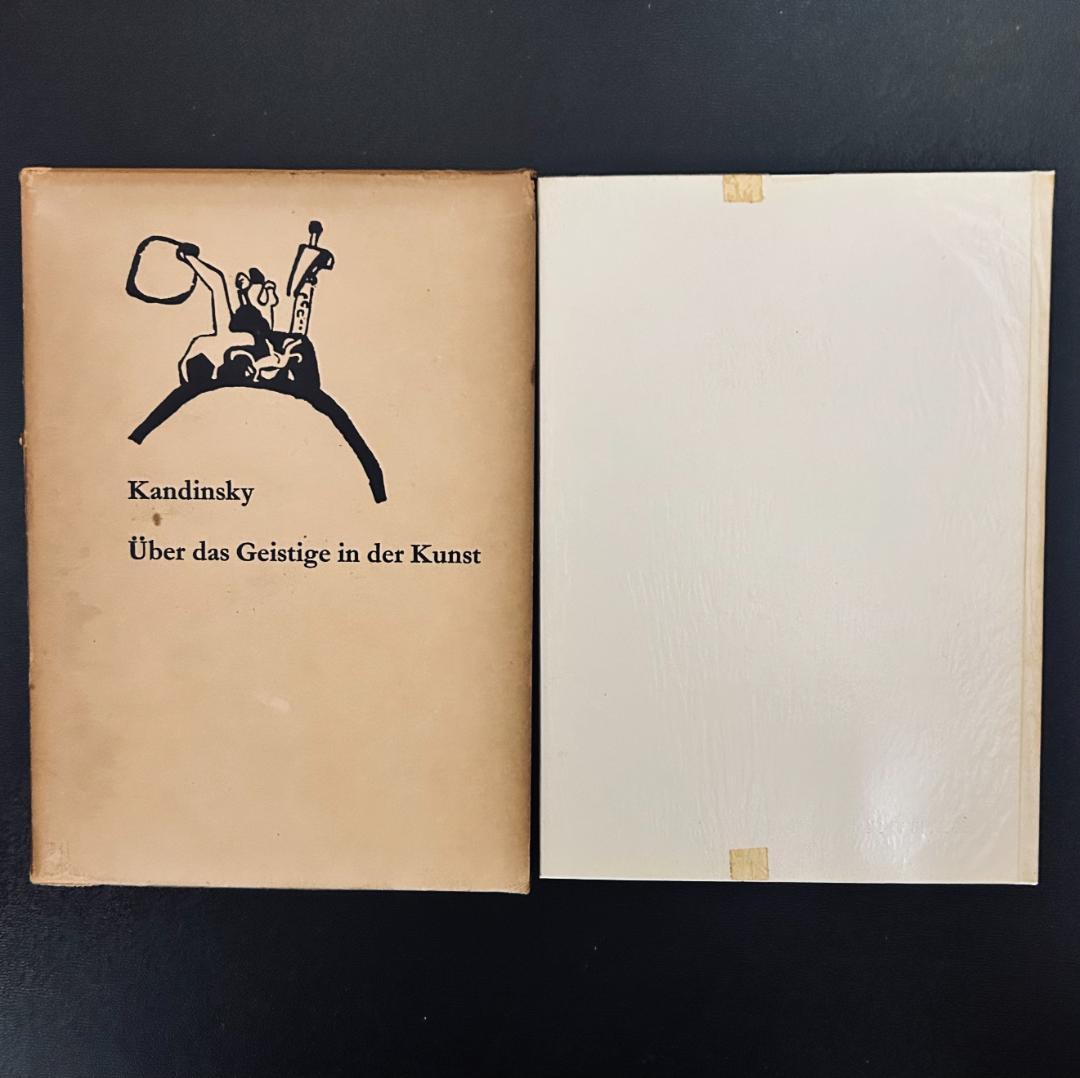 Kandinsky
Über das Geistige in der Kunst